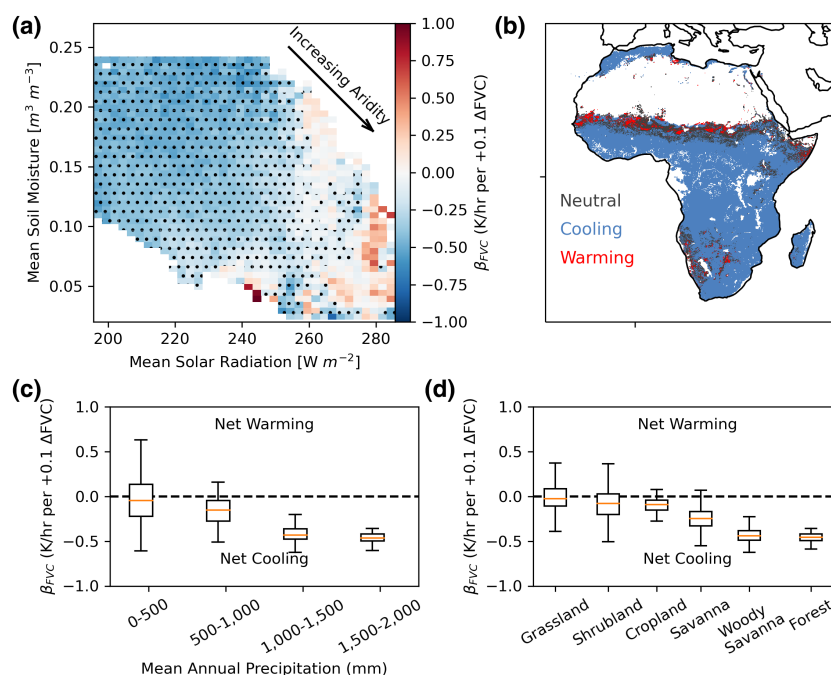 (a)
0.25
0.20
0.15
0.10
0.05
Mean Soil Moisture [m³ m⁻³]
Increasing Aridity
200
220
240
260
280
Mean Solar Radiation [W m⁻²]
1.00
0.75
0.50
0.25
0.00
−0.25
−0.50
−0.75
−1.00
β_FVC (K/hr per +0.1 ΔFVC)
(b)
Neutral
Cooling
Warming
(c)
1.0
0.5
0.0
−0.5
−1.0
β_FVC (K/hr per +0.1 ΔFVC)
Net Warming
Net Cooling
0-500
500-1,000
1,000-1,500
1,500-2,000
Mean Annual Precipitation (mm)
(d)
1.0
0.5
0.0
−0.5
−1.0
β_FVC (K/hr per +0.1 ΔFVC)
Net Warming
Net Cooling
Grassland
Shrubland
Cropland
Savanna
Woody
Savanna
Forest